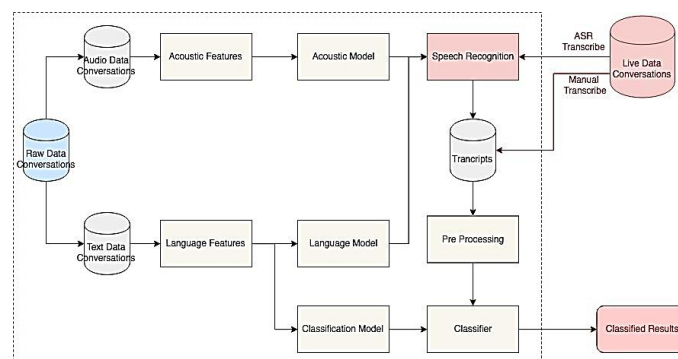 Audio Data
Conversations
Acoustic Features
Acoustic Model
Speech Recognition
ASR
Transcribe
Live Data
Conversations
Manual
Transcribe
Raw Data
Conversations
Trancripts
Text Data
Conversations
Language Features
Language Model
Pre Processing
Classification Model
Classifier
Classified Results